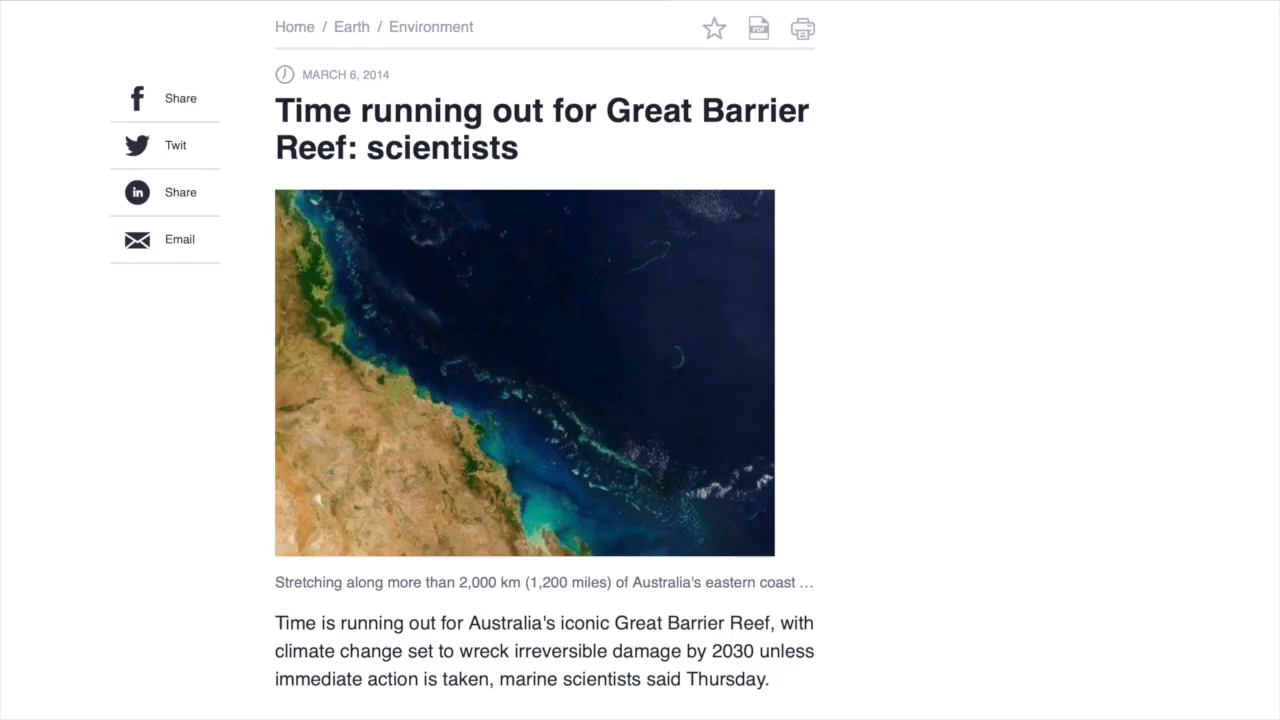 Home / Earth / Environment
PDF
MARCH 6, 2014
Share
Time running out for Great Barrier
Reef: scientists
Twit
in
Share
Email
Stretching along more than 2,000 km (1,200 miles) of Australia's eastern coast ...
Time is running out for Australia's iconic Great Barrier Reef, with
climate change set to wreck irreversible damage by 2030 unless
immediate action is taken, marine scientists said Thursday.